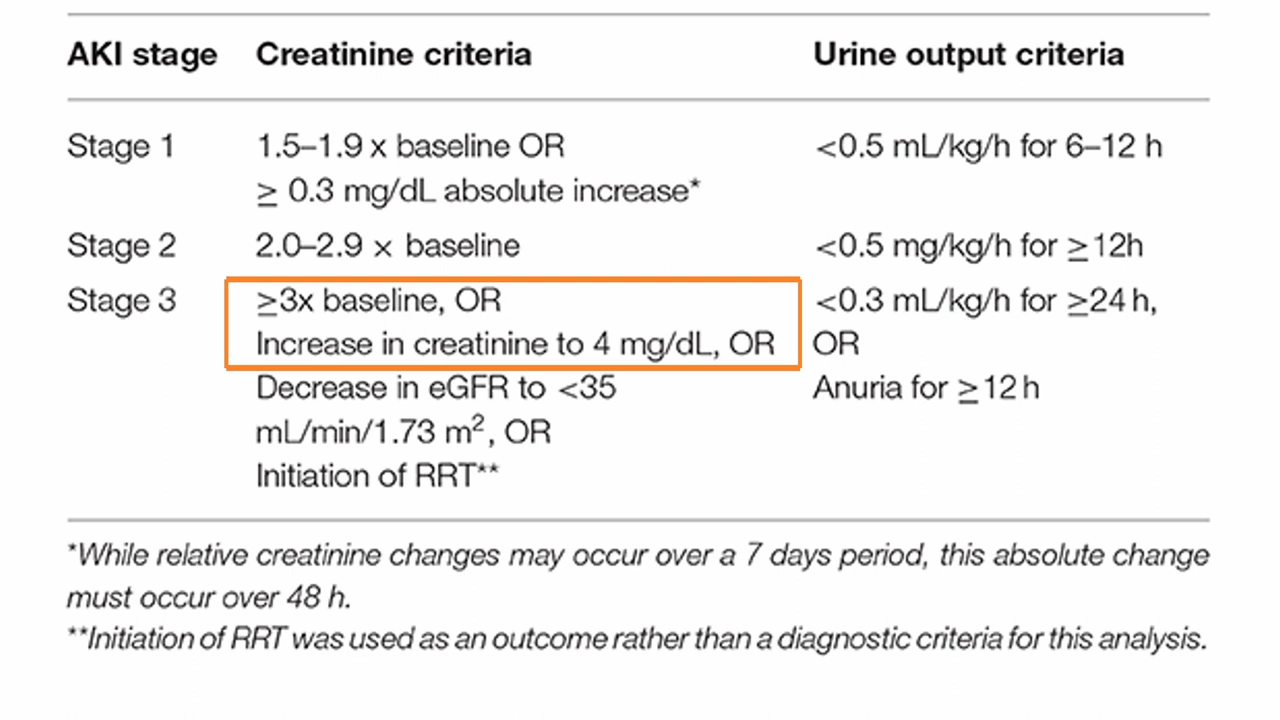 AKI stage Creatinine criteria Urine output criteria
Stage 1 1.5–1.9 x baseline OR <0.5 mL/kg/h for 6–12 h
≥ 0.3 mg/dL absolute increase*
Stage 2 2.0–2.9 × baseline <0.5 mg/kg/h for ≥12h
Stage 3 ≥3x baseline, OR <0.3 mL/kg/h for ≥24 h,
Increase in creatinine to 4 mg/dL, OR OR
Decrease in eGFR to <35 Anuria for ≥12 h
mL/min/1.73 m², OR
Initiation of RRT**
*While relative creatinine changes may occur over a 7 days period, this absolute change
must occur over 48 h.
**Initiation of RRT was used as an outcome rather than a diagnostic criteria for this analysis.